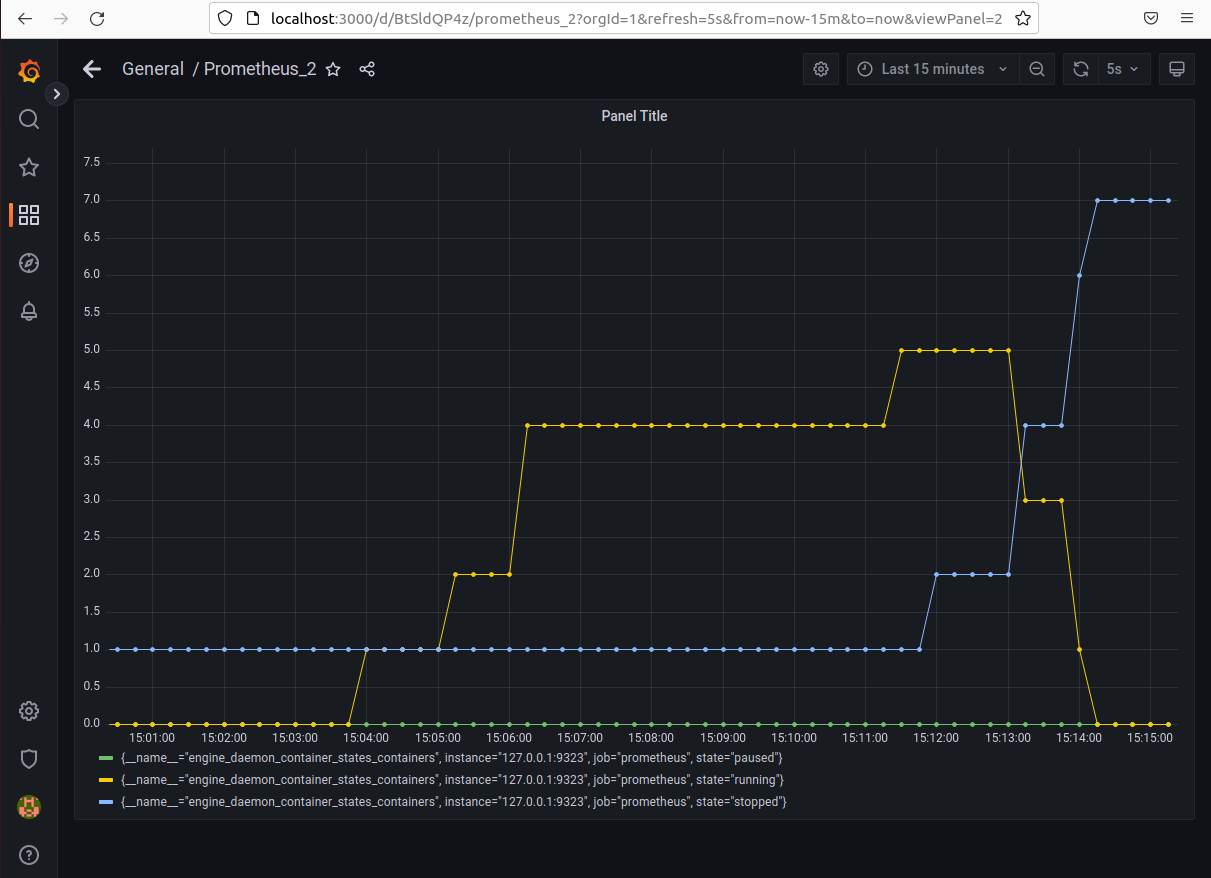 localhost:3000/d/BtSldQP4z/prometheus_2?orgId=1&refresh=5s&from=now-15m&to=now&viewPanel=2
General / Prometheus_2
Last 15 minutes
5s
Panel Title
7.5
7.0
6.5
6.0
5.5
5.0
4.5
4.0
3.5
3.0
2.5
2.0
1.5
1.0
0.5
0.0
15:01:00 15:02:00 15:03:00 15:04:00 15:05:00 15:06:00 15:07:00 15:08:00 15:09:00 15:10:00 15:11:00 15:12:00 15:13:00 15:14:00 15:15:00
{__name__="engine_daemon_container_states_containers", instance="127.0.0.1:9323", job="prometheus", state="paused"}
{__name__="engine_daemon_container_states_containers", instance="127.0.0.1:9323", job="prometheus", state="running"}
{__name__="engine_daemon_container_states_containers", instance="127.0.0.1:9323", job="prometheus", state="stopped"}